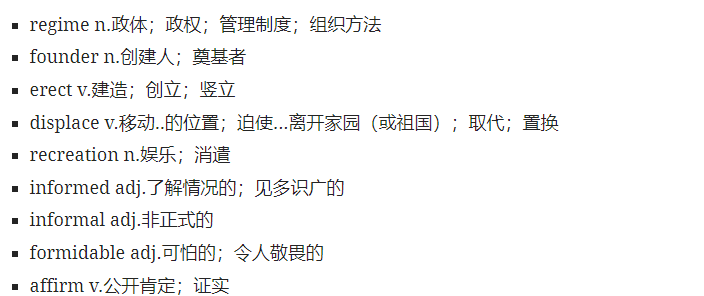 regime n.政体；政权；管理制度；组织方法
founder n.创建人；奠基者
erect v.建造；创立；竖立
displace v.移动..的位置；迫使...离开家园（或祖国）；取代；置换
recreation n.娱乐；消遣
informed adj.了解情况的；见多识广的
informal adj.非正式的
formidable adj.可怕的；令人敬畏的
affirm v.公开肯定；证实